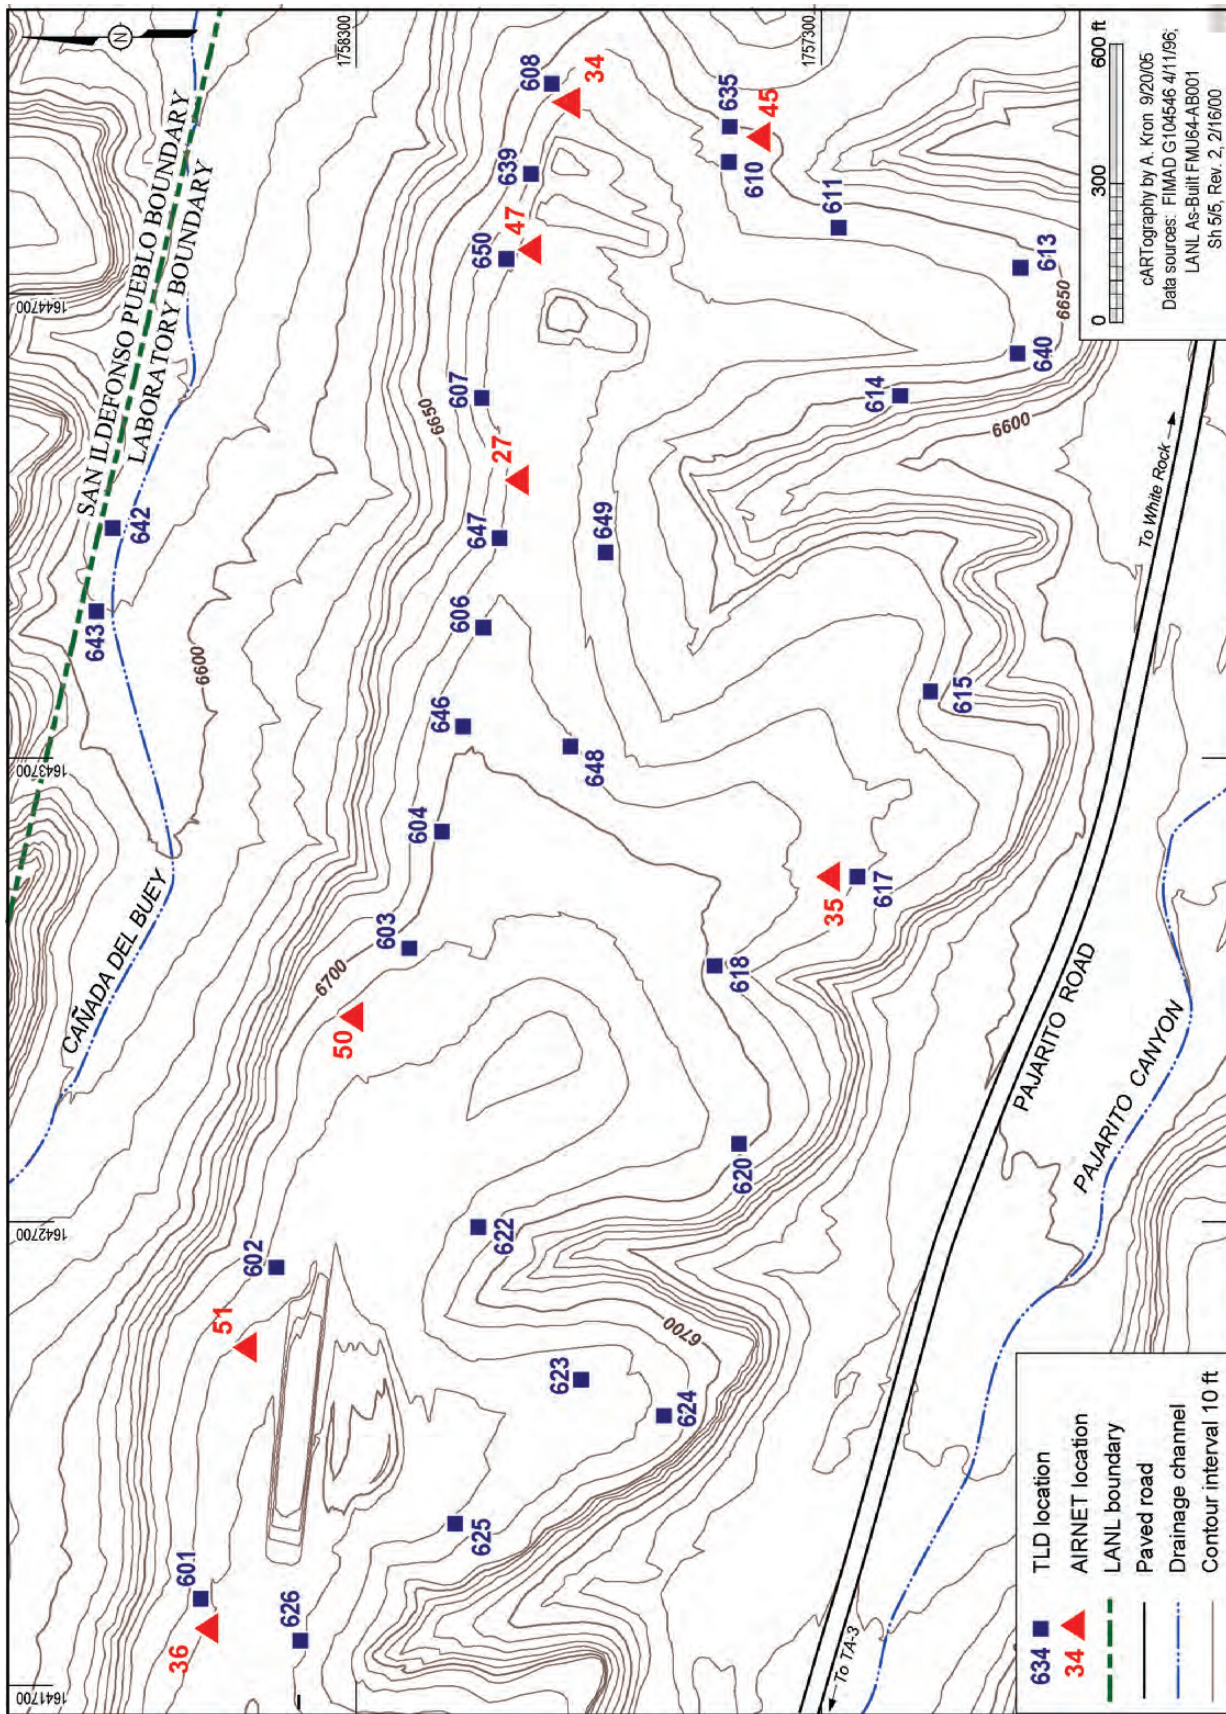 N
SAN ILDEFONSO PUEBLO BOUNDARY
LABORATORY BOUNDARY
CAÑADA DEL BUEY
1641700
1642700
1643700
1644700
1758300
1757300
643
642
6600
6650
6700
36
601
626
51
602
50
603
604
646
606
647
27
607
650
47
639
608
34
635
45
610
611
613
640
614
649
648
615
35
617
618
620
622
623
624
625
6700
6600
6650
To White Rock
PAJARITO ROAD
PAJARITO CANYON
To TA-3
634 TLD location
34 AIRNET location
LANL boundary
Paved road
Drainage channel
Contour interval 10 ft
0 300 600 ft
cARTography by A. Kron 9/20/05
Data sources: FIMAD G104546 4/11/96;
LANL As-Built FMU64-AB001
Sh 5/5, Rev. 2, 2/16/00